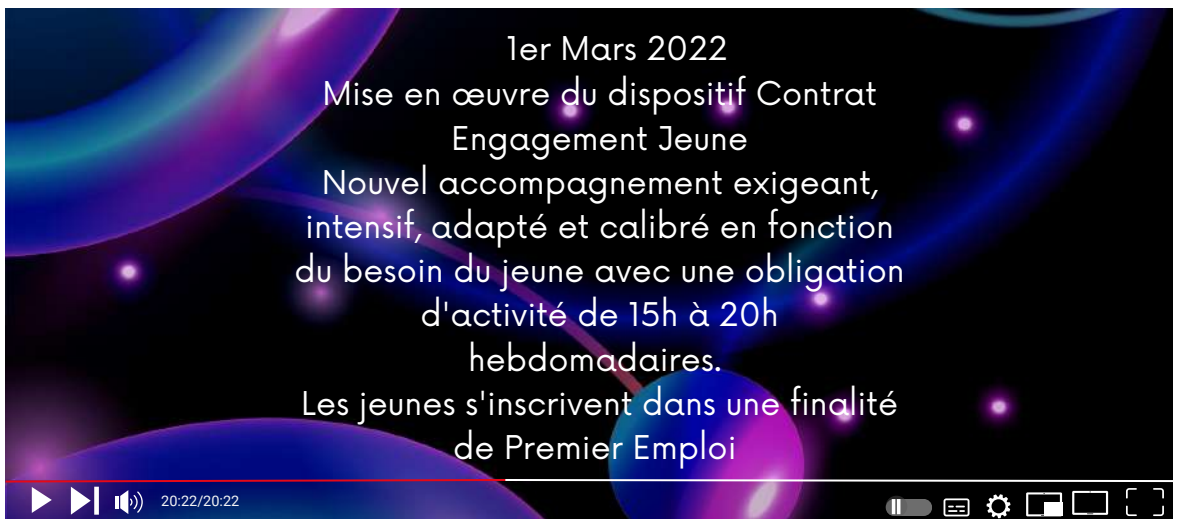 1er Mars 2022
Mise en œuvre du dispositif Contrat
Engagement Jeune
Nouvel accompagnement exigeant,
intensif, adapté et calibré en fonction
du besoin du jeune avec une obligation
d'activité de 15h à 20h
hebdomadaires.
Les jeunes s'inscrivent dans une finalité
de Premier Emploi
20:22/20:22